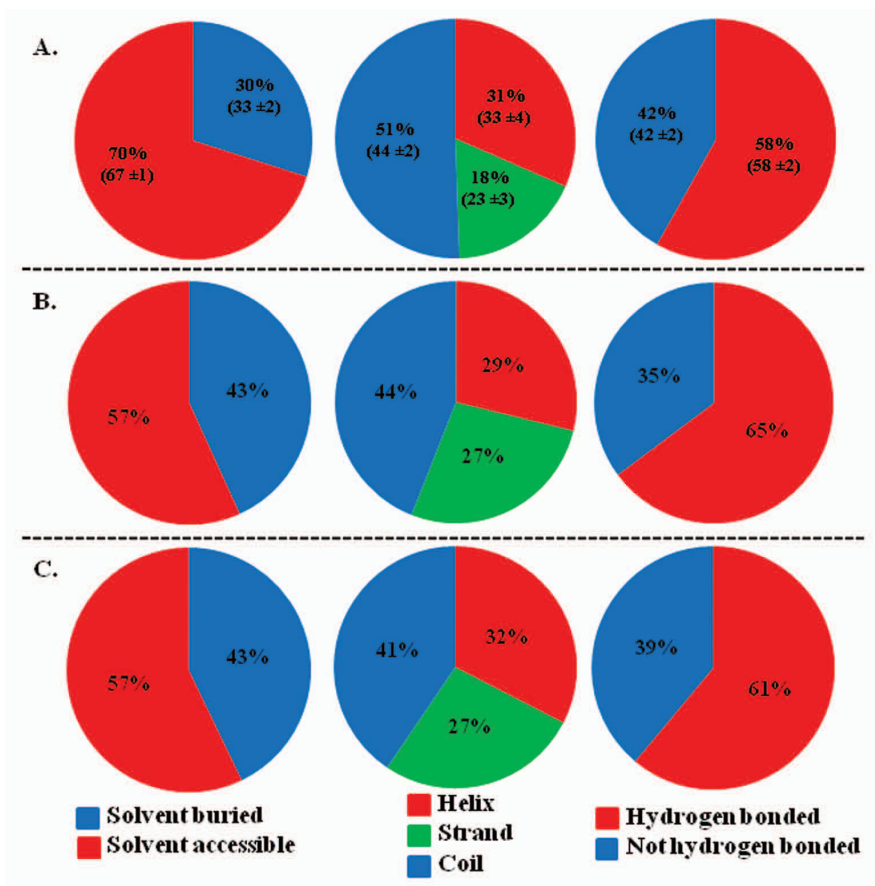 A.
30%
(33 ±2)
70%
(67 ±1)
31%
(33 ±4)
51%
(44 ±2)
18%
(23 ±3)
42%
(42 ±2)
58%
(58 ±2)
B.
57%
43%
44%
29%
27%
35%
65%
C.
57%
43%
41%
32%
27%
39%
61%
Solvent buried
Solvent accessible
Helix
Strand
Coil
Hydrogen bonded
Not hydrogen bonded